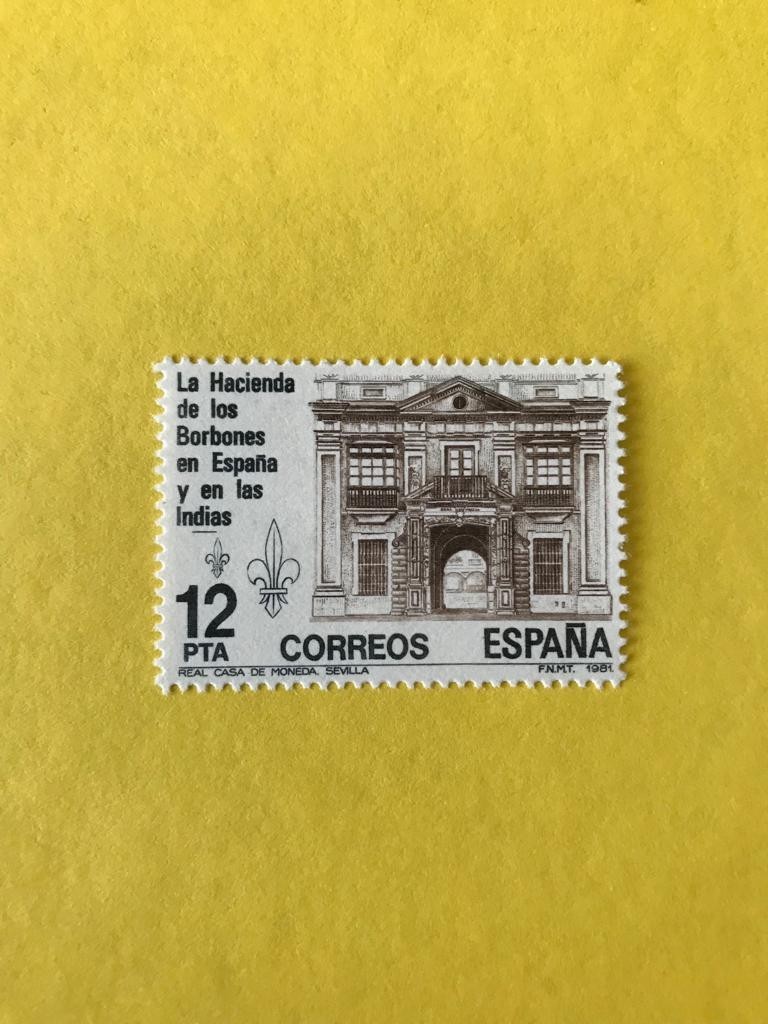 La Hacienda
de los
Borbones
en España
y en las
Indias
12
PTA
CORREOS
ESPAÑA
REAL CASA DE MONEDA. SEVILLA
F.N.M.T. 1981.